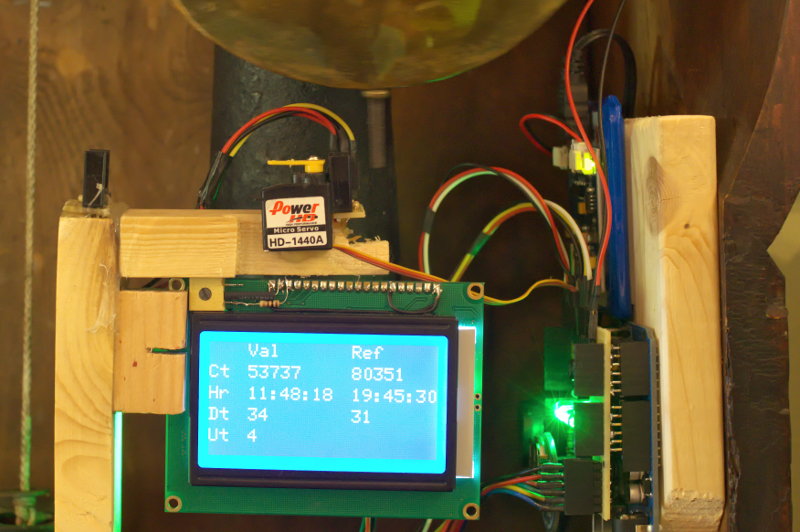 Power
HD
Micro Servo
HD-1440A
Val Ref
Ct 53737 80351
Hr 11:48:18 19:45:30
Dt 34 31
Ut 4